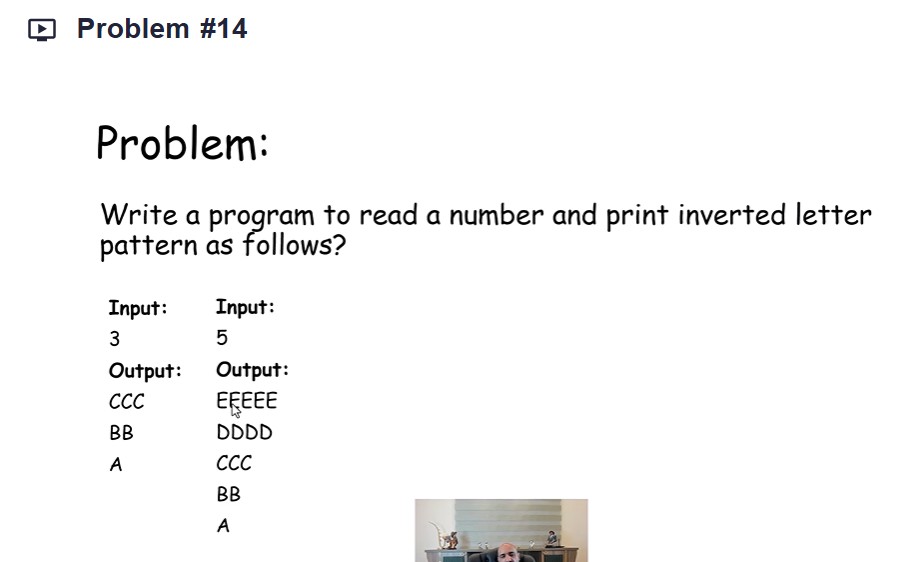 Problem #14
Problem:
Write a program to read a number and print inverted letter
pattern as follows?
Input:
3
Output:
CCC
BB
A
Input:
5
Output:
EEEEE
DDDD
CCC
BB
A